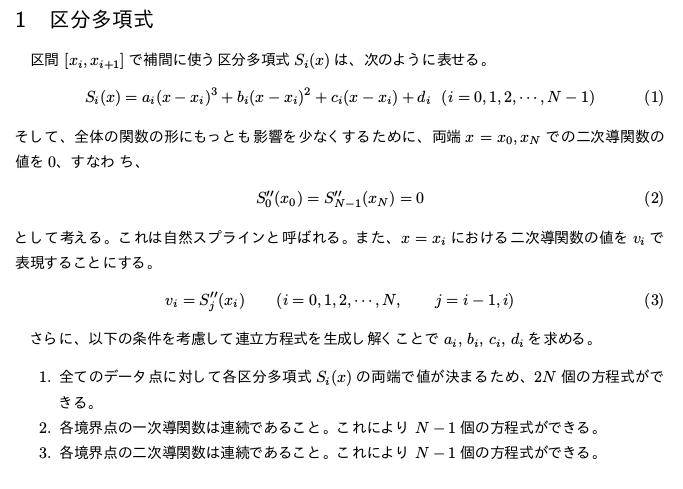 1 区分多項式
区間 [x_i, x_{i+1}] で補間に使う区分多項式 S_i(x) は、次のように表せる。
S_i(x) = a_i(x − x_i)^3 + b_i(x − x_i)^2 + c_i(x − x_i) + d_i (i = 0, 1, 2, ⋯, N − 1) (1)
そして、全体の関数の形にもっとも影響を少なくするために、両端 x = x_0, x_N での二次導関数の
値を 0、すなわ ち、
S''_0(x_0) = S''_{N−1}(x_N) = 0 (2)
として考える。これは自然スプラインと呼ばれる。また、x = x_i における二次導関数の値を v_i で
表現することにする。
v_i = S''_j(x_i) (i = 0, 1, 2, ⋯, N, j = i − 1, i) (3)
さらに、以下の条件を考慮して連立方程式を生成し解くことで a_i, b_i, c_i, d_i を求める。
1. 全てのデータ点に対して各区分多項式 S_i(x) の両端で値が決まるため、2N 個の方程式がで
きる。
2. 各境界点の一次導関数は連続であること。これにより N − 1 個の方程式ができる。
3. 各境界点の二次導関数は連続であること。これにより N − 1 個の方程式ができる。